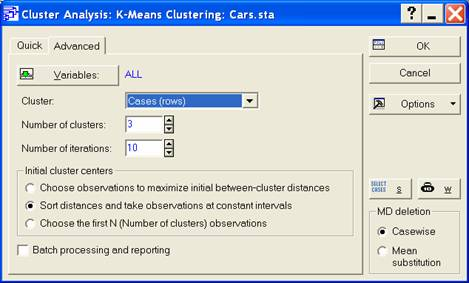 Cluster Analysis: K-Means Clustering: Cars.sta
?
Quick
Advanced
Variables:
ALL
Cluster:
Cases (rows)
Number of clusters:
3
Number of iterations:
10
Initial cluster centers
Choose observations to maximize initial between-cluster distances
Sort distances and take observations at constant intervals
Choose the first N (Number of clusters) observations
Batch processing and reporting
OK
Cancel
Options
SELECT
CASES
S
W
MD deletion
Casewise
Mean
substitution